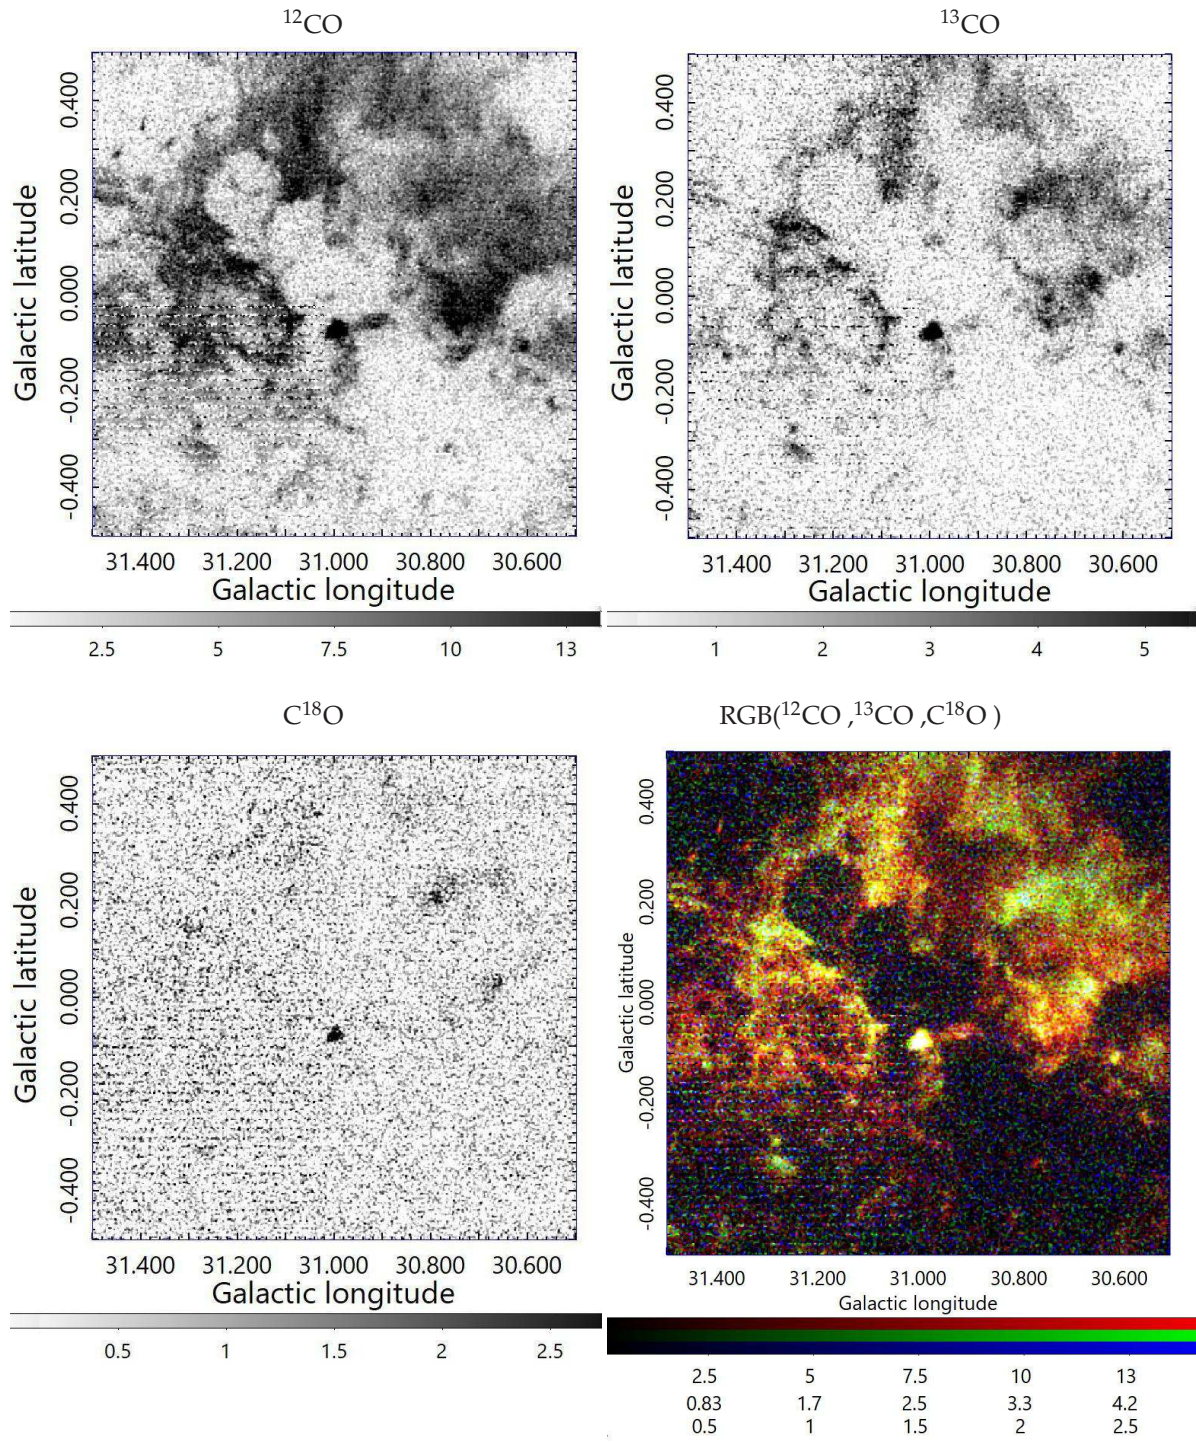 ¹²CO ¹³CO
0.400 0.400
0.200 0.200
Galactic latitude Galactic latitude
0.000 0.000
-0.200 -0.200
-0.400 -0.400
31.400 31.200 31.000 30.800 30.600 31.400 31.200 31.000 30.800 30.600
Galactic longitude Galactic longitude
2.5 5 7.5 10 13 1 2 3 4 5
C¹⁸O RGB(¹²CO ,¹³CO ,C¹⁸O )
0.400 0.400
0.200 0.200
Galactic latitude Galactic latitude
0.000 0.000
-0.200 -0.200
-0.400 -0.400
31.400 31.200 31.000 30.800 30.600 31.400 31.200 31.000 30.800 30.600
Galactic longitude Galactic longitude
0.5 1 1.5 2 2.5 2.5 5 7.5 10 13
0.83 1.7 2.5 3.3 4.2
0.5 1 1.5 2 2.5